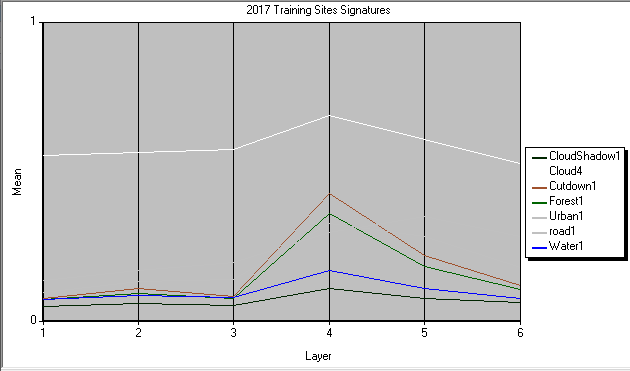 2017 Training Sites Signatures
1
Mean
0
1 2 3 4 5 6
Layer
CloudShadow1
Cloud4
Cutdown1
Forest1
Urban1
road1
Water1